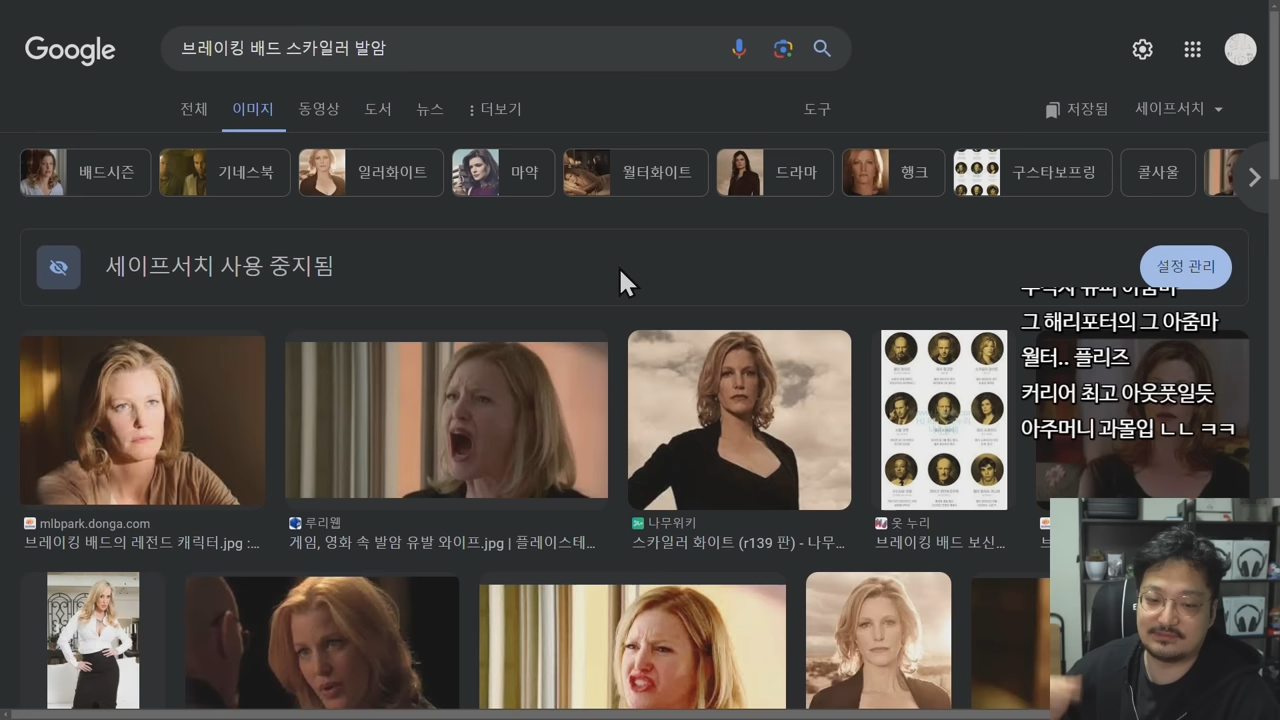 Google
브레이킹 배드 스카일러 발암
전체
이미지
동영상
도서
뉴스
더보기
도구
저장됨
세이프서치
배드시즌
기네스북
일러화이트
마약
월터화이트
드라마
행크
구스타보프링
콜사울
세이프서치 사용 중지됨
설정 관리
그 해리포터의 그 아줌마
월터.. 플리즈
커리어 최고 아웃풋일듯
아주머니 과몰입 ㄴㄴ ㅋㅋ
mlbpark.donga.com
브레이킹 배드의 레전드 캐릭터.jpg :...
루리웹
게임, 영화 속 발암 유발 와이프.jpg | 플레이스테...
나무위키
스카일러 화이트 (r139 판) - 나무...
옷 누리
브레이킹 배드 보신...